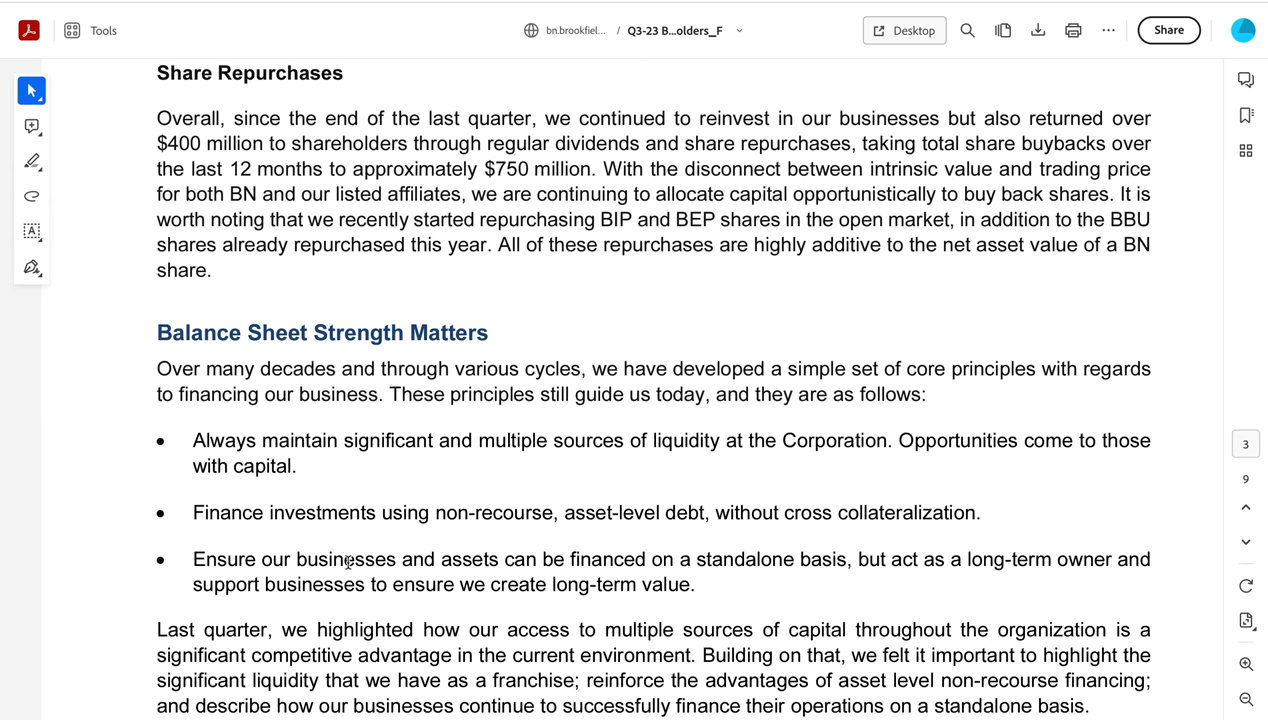 Tools
bn.brookfiel... / Q3-23 B...olders_F
Desktop
Share
Share Repurchases
Overall, since the end of the last quarter, we continued to reinvest in our businesses but also returned over
$400 million to shareholders through regular dividends and share repurchases, taking total share buybacks over
the last 12 months to approximately $750 million. With the disconnect between intrinsic value and trading price
for both BN and our listed affiliates, we are continuing to allocate capital opportunistically to buy back shares. It is
worth noting that we recently started repurchasing BIP and BEP shares in the open market, in addition to the BBU
shares already repurchased this year. All of these repurchases are highly additive to the net asset value of a BN
share.
Balance Sheet Strength Matters
Over many decades and through various cycles, we have developed a simple set of core principles with regards
to financing our business. These principles still guide us today, and they are as follows:
• Always maintain significant and multiple sources of liquidity at the Corporation. Opportunities come to those
with capital.
• Finance investments using non-recourse, asset-level debt, without cross collateralization.
• Ensure our businesses and assets can be financed on a standalone basis, but act as a long-term owner and
support businesses to ensure we create long-term value.
Last quarter, we highlighted how our access to multiple sources of capital throughout the organization is a
significant competitive advantage in the current environment. Building on that, we felt it important to highlight the
significant liquidity that we have as a franchise; reinforce the advantages of asset level non-recourse financing;
and describe how our businesses continue to successfully finance their operations on a standalone basis.
3
9